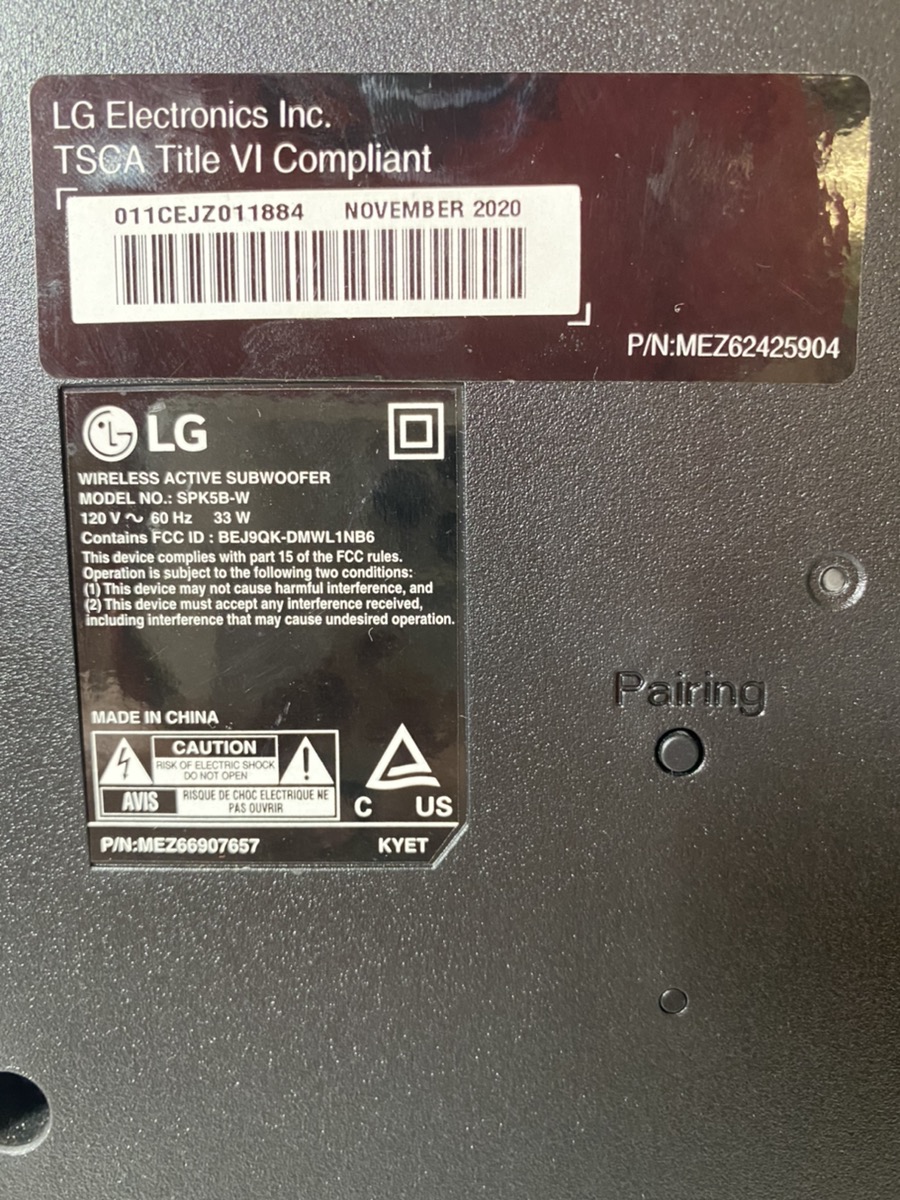 LG Electronics Inc.
TSCA Title VI Compliant
011CEJZ011884 NOVEMBER 2020
P/N:MEZ62425904
LG
WIRELESS ACTIVE SUBWOOFER
MODEL NO.: SPK5B-W
120 V ~ 60 Hz 33 W
Contains FCC ID : BEJ9QK-DMWL1NB6
This device complies with part 15 of the FCC rules.
Operation is subject to the following two conditions:
(1) This device may not cause harmful interference, and
(2) This device must accept any interference received,
including interference that may cause undesired operation.
Pairing
MADE IN CHINA
CAUTION
RISK OF ELECTRIC SHOCK
DO NOT OPEN
AVIS
RISQUE DE CHOC ELECTRIQUE NE
PAS OUVRIR
C US
P/N:MEZ66907657 KYET